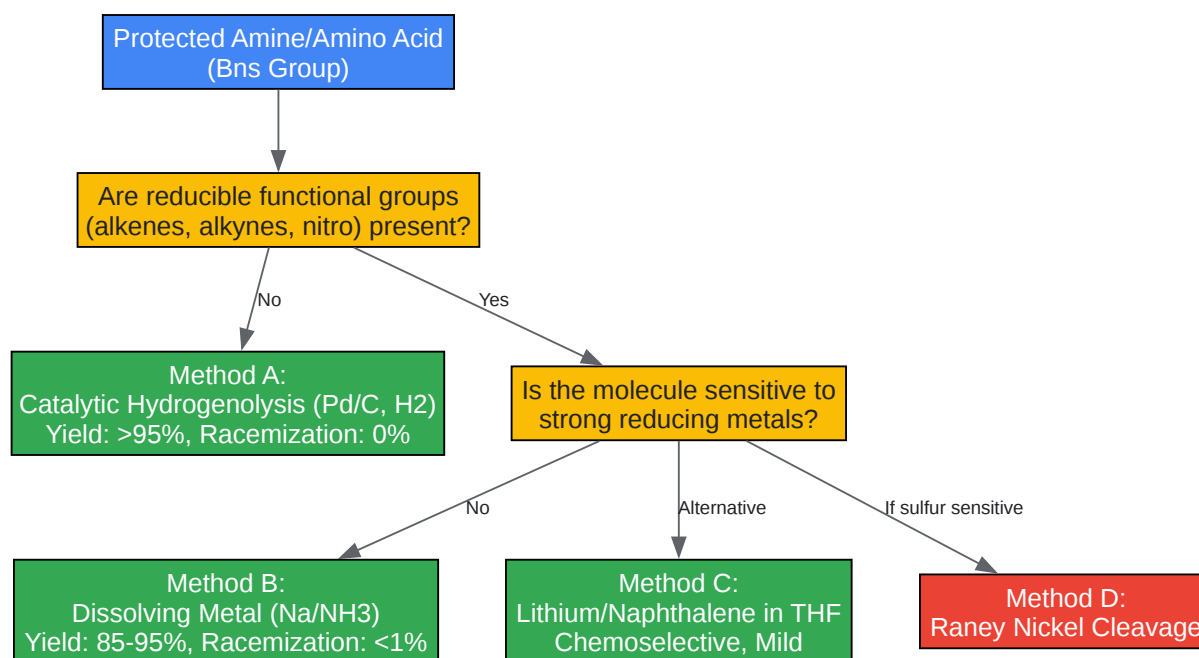 Protected Amine/Amino Acid
(Bns Group)
Are reducible functional groups
(alkenes, alkynes, nitro) present?
No
Yes
Method A:
Catalytic Hydrogenolysis (Pd/C, H2)
Yield: >95%, Racemization: 0%
Is the molecule sensitive to
strong reducing metals?
No
Alternative
If sulfur sensitive
Method B:
Dissolving Metal (Na/NH3)
Yield: 85-95%, Racemization: <1%
Method C:
Lithium/Naphthalene in THF
Chemoselective, Mild
Method D:
Raney Nickel Cleavage